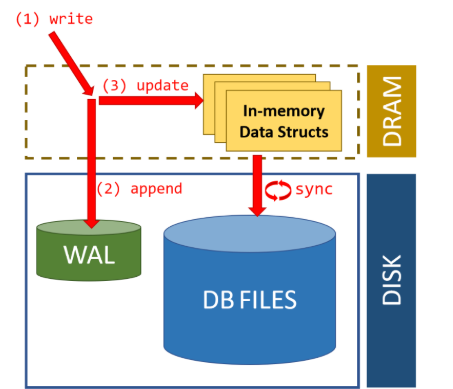 (1) write
(3) update
In-memory
Data Structs
DRAM
(2) append
sync
WAL
DB FILES
DISK